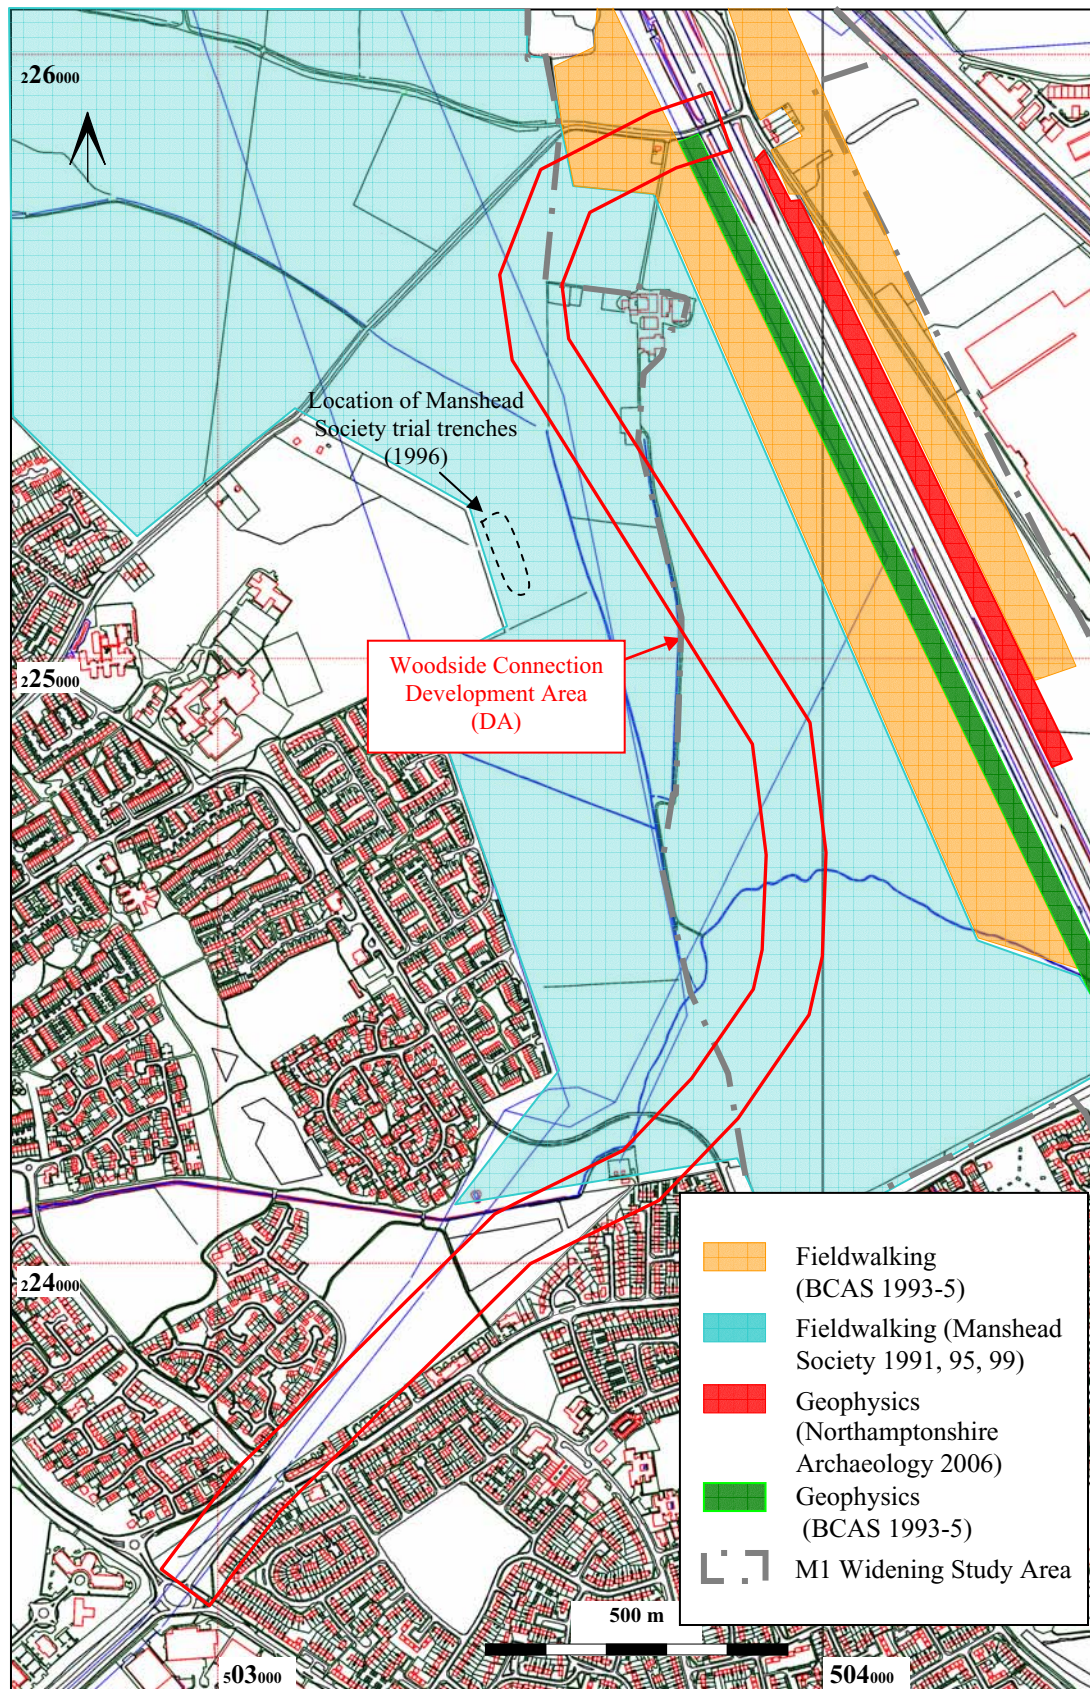 226000
Location of Manshead
Society trial trenches
(1996)
Woodside Connection
Development Area
(DA)
225000
224000
Fieldwalking
(BCAS 1993-5)
Fieldwalking (Manshead
Society 1991, 95, 99)
Geophysics
(Northamptonshire
Archaeology 2006)
Geophysics
(BCAS 1993-5)
M1 Widening Study Area
500 m
503000
504000